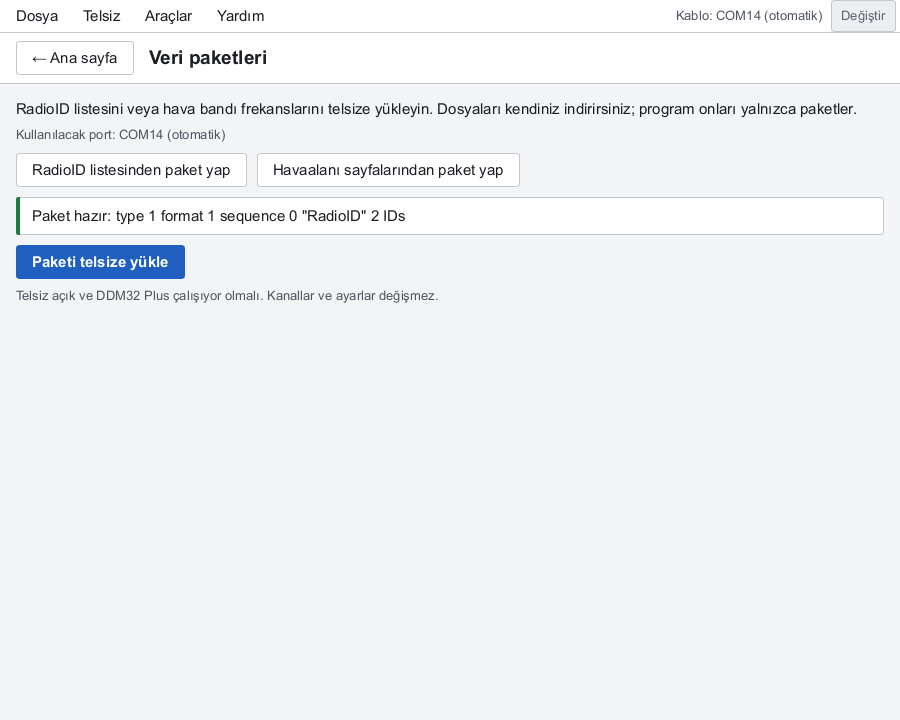 Dosya Telsiz Araçlar Yardım Kablo: COM14 (otomatik) Değiştir
← Ana sayfa Veri paketleri
RadioID listesini veya hava bandı frekanslarını telsize yükleyin. Dosyaları kendiniz indirirsiniz; program onları yalnızca paketler.
Kullanılacak port: COM14 (otomatik)
RadioID listesinden paket yap Havaalanı sayfalarından paket yap
Paket hazır: type 1 format 1 sequence 0 "RadioID" 2 IDs
Paketi telsize yükle
Telsiz açık ve DDM32 Plus çalışıyor olmalı. Kanallar ve ayarlar değişmez.